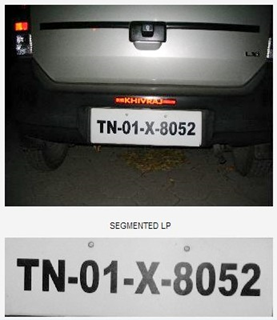 LXi
KHIVRAJ
TN-01-X-8052
SEGMENTED LP
TN-01-X-8052